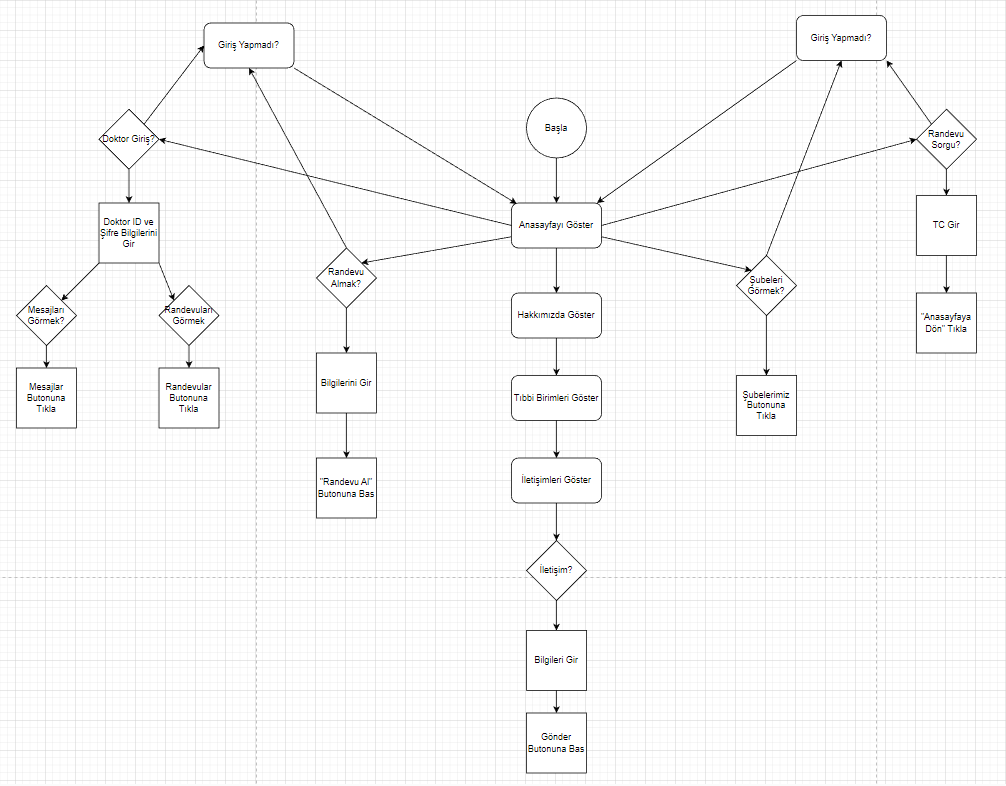 Giriş Yapmadı?
Giriş Yapmadı?
Başla
Doktor Giriş?
Randevu
Sorgu?
Doktor ID ve
Şifre Bilgilerini
Gir
Anasayfayı Göster
TC Gir
Randevu
Almak?
Şubeleri
Görmek?
Mesajları
Görmek?
Randevuları
Görmek
Hakkımızda Göster
"Anasayfaya
Dön" Tıkla
Mesajlar
Butonuna
Tıkla
Randevular
Butonuna
Tıkla
Bilgilerini Gir
Tıbbi Birimleri Göster
Şubelerimiz
Butonuna
Tıkla
"Randevu Al"
Butonuna Bas
İletişimleri Göster
İletişim?
Bilgileri Gir
Gönder
Butonuna Bas